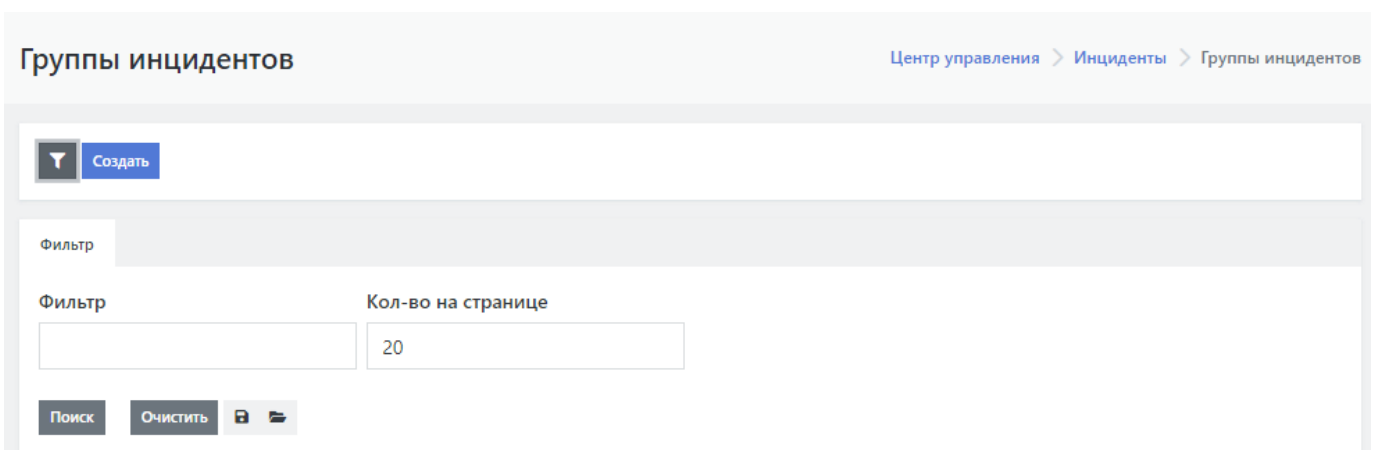 Группы инцидентов
Центр управления > Инциденты > Группы инцидентов
Создать
Фильтр
Фильтр Кол-во на странице
20
Поиск Очистить